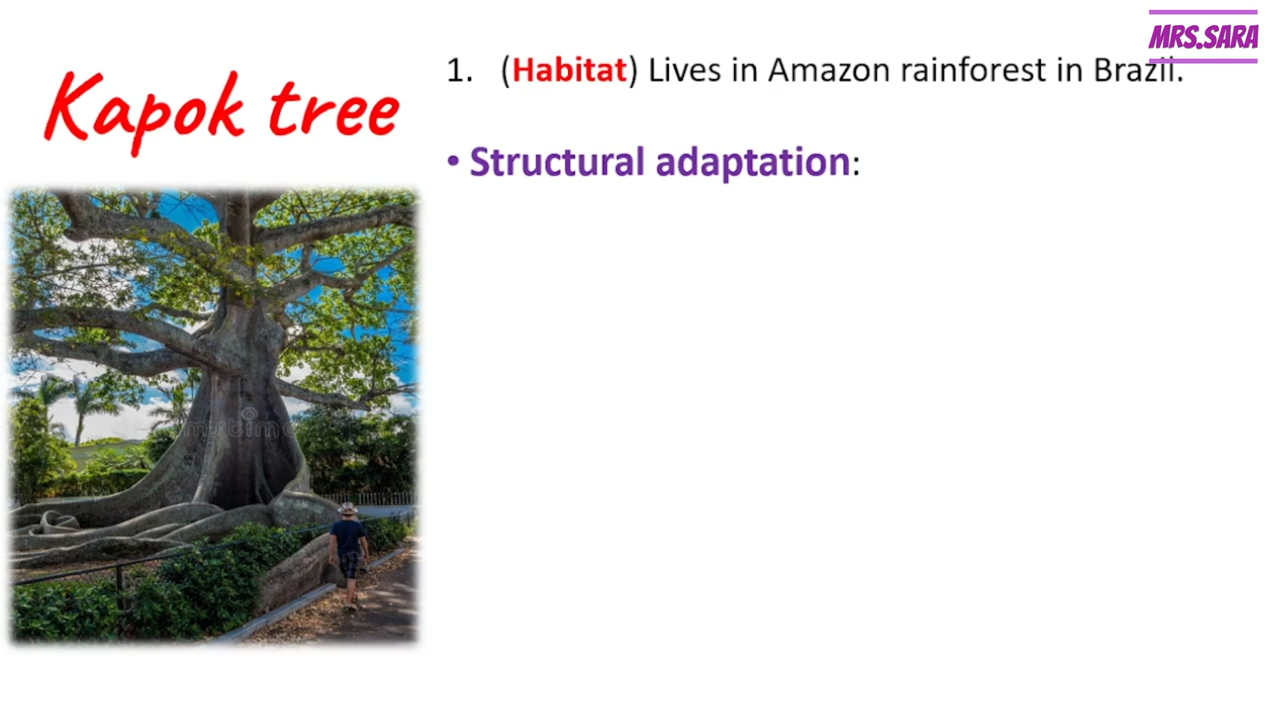 MRS.SARA
Kapok tree
1. (Habitat) Lives in Amazon rainforest in Brazil.
• Structural adaptation: